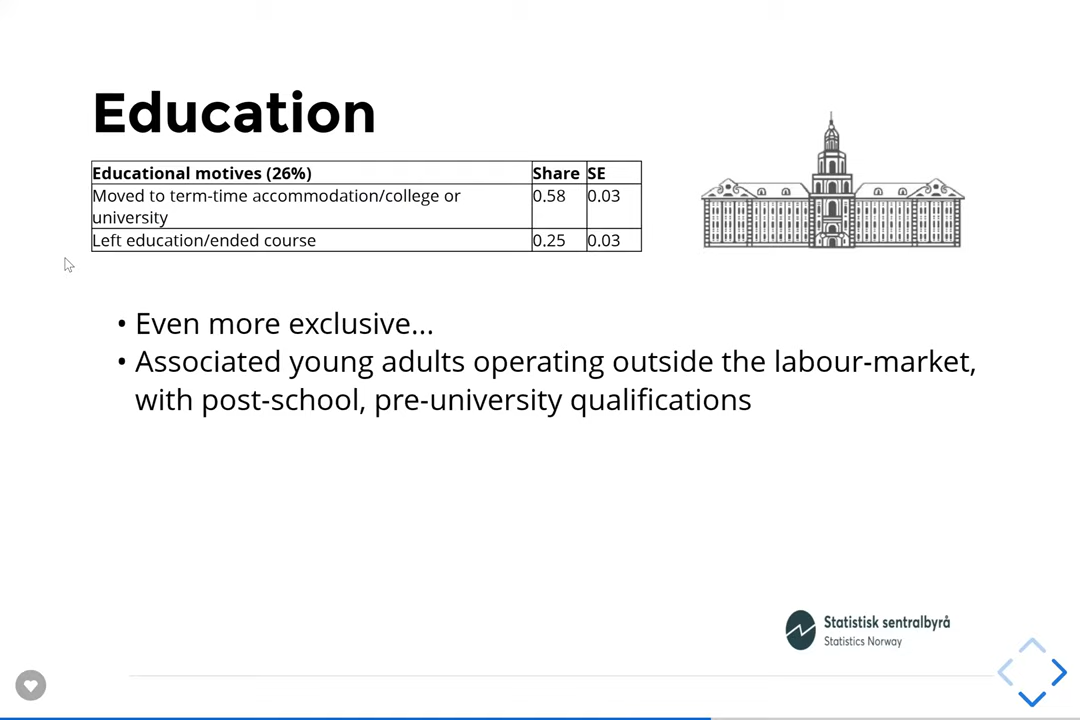 Education
Educational motives (26%) Share SE
Moved to term-time accommodation/college or 0.58 0.03
university
Left education/ended course 0.25 0.03
• Even more exclusive...
• Associated young adults operating outside the labour-market,
with post-school, pre-university qualifications
Statistisk sentralbyrå
Statistics Norway